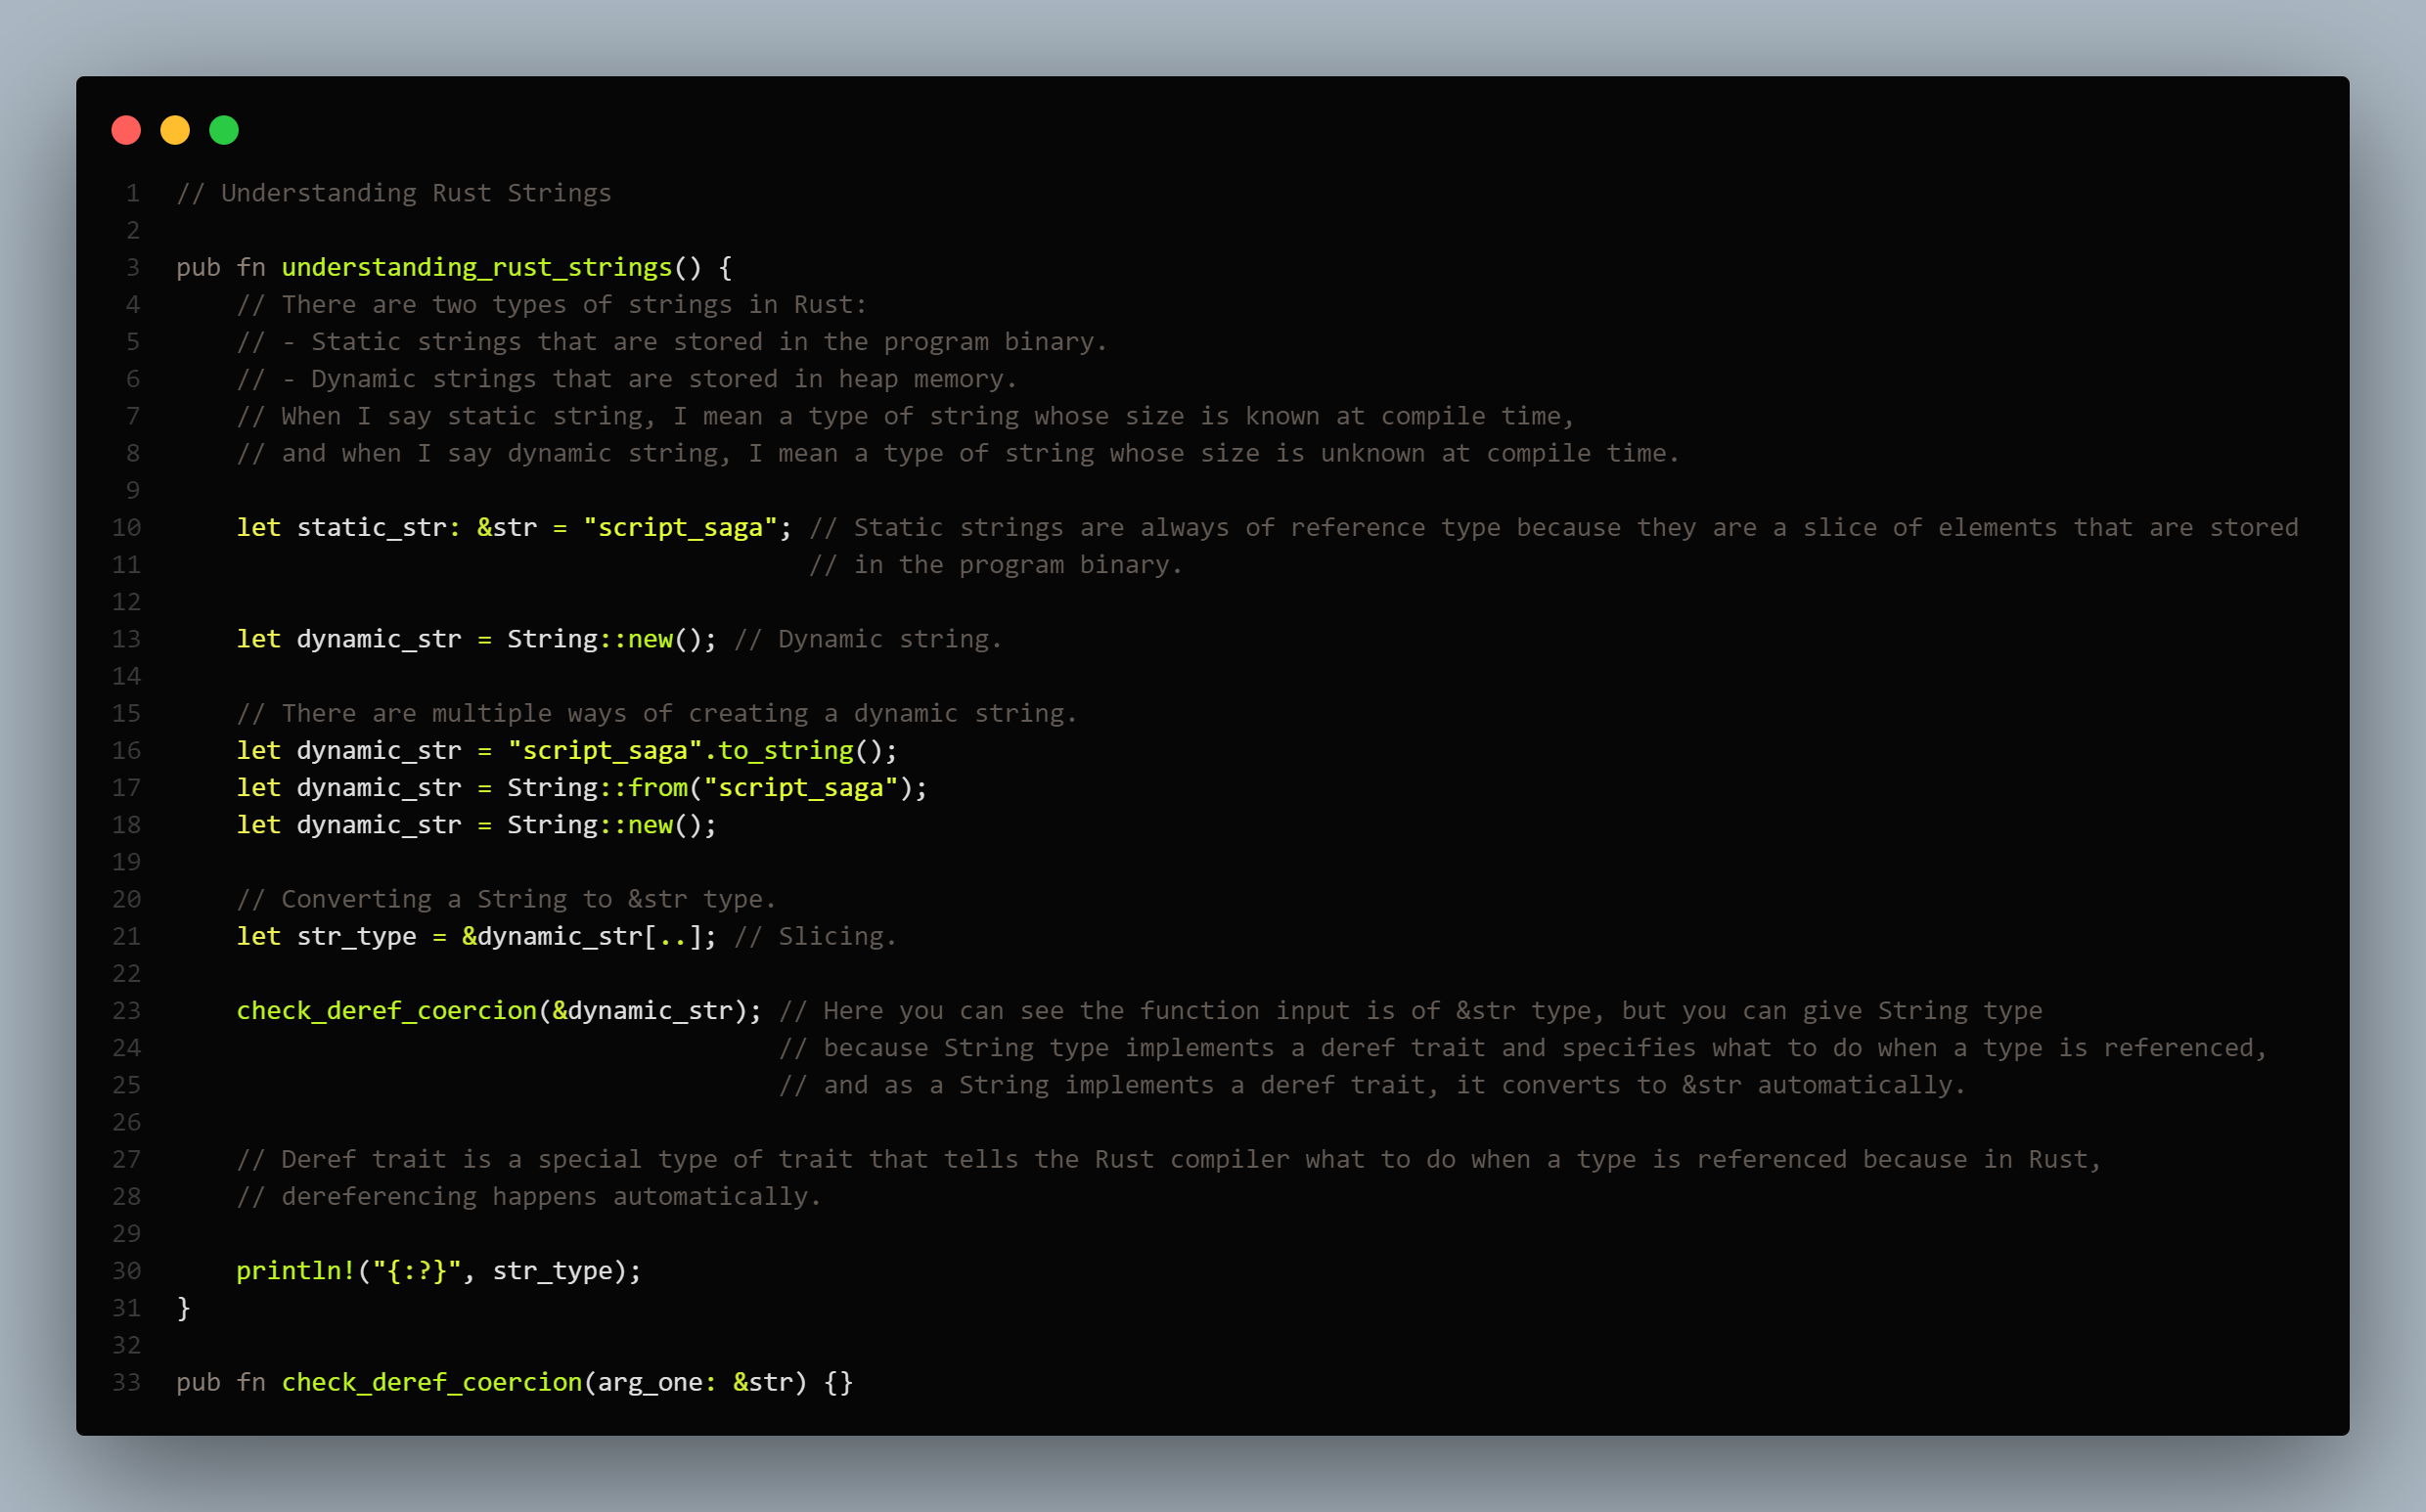 1 // Understanding Rust Strings
2
3 pub fn understanding_rust_strings() {
4     // There are two types of strings in Rust:
5     // - Static strings that are stored in the program binary.
6     // - Dynamic strings that are stored in heap memory.
7     // When I say static string, I mean a type of string whose size is known at compile time,
8     // and when I say dynamic string, I mean a type of string whose size is unknown at compile time.
9
10     let static_str: &str = "script_saga"; // Static strings are always of reference type because they are a slice of elements that are stored
11                                           // in the program binary.
12
13     let dynamic_str = String::new(); // Dynamic string.
14
15     // There are multiple ways of creating a dynamic string.
16     let dynamic_str = "script_saga".to_string();
17     let dynamic_str = String::from("script_saga");
18     let dynamic_str = String::new();
19
20     // Converting a String to &str type.
21     let str_type = &dynamic_str[..]; // Slicing.
22
23     check_deref_coercion(&dynamic_str); // Here you can see the function input is of &str type, but you can give String type
24                                         // because String type implements a deref trait and specifies what to do when a type is referenced,
25                                         // and as a String implements a deref trait, it converts to &str automatically.
26
27     // Deref trait is a special type of trait that tells the Rust compiler what to do when a type is referenced because in Rust,
28     // dereferencing happens automatically.
29
30     println!("{:?}", str_type);
31 }
32
33 pub fn check_deref_coercion(arg_one: &str) {}